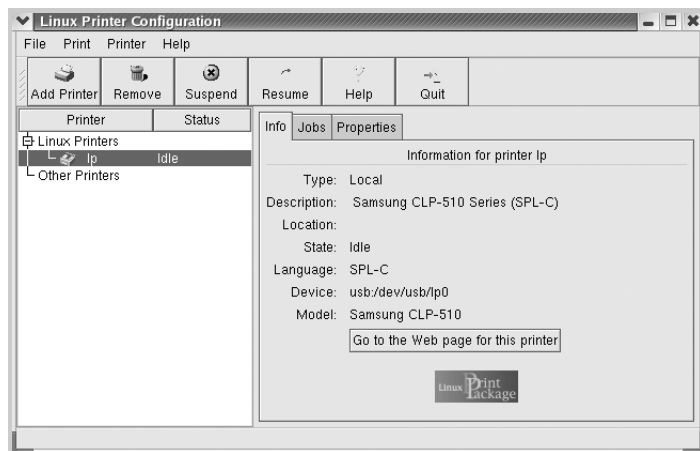 Linux Printer Configuration
File Print Printer Help
Add Printer Remove Suspend Resume Help Quit
Printer Status
Linux Printers
lp Idle
Other Printers
Info Jobs Properties
Information for printer lp
Type: Local
Description: Samsung CLP-510 Series (SPL-C)
Location:
State: Idle
Language: SPL-C
Device: usb:/dev/usb/lp0
Model: Samsung CLP-510
Go to the Web page for this printer
Linux Print
Package